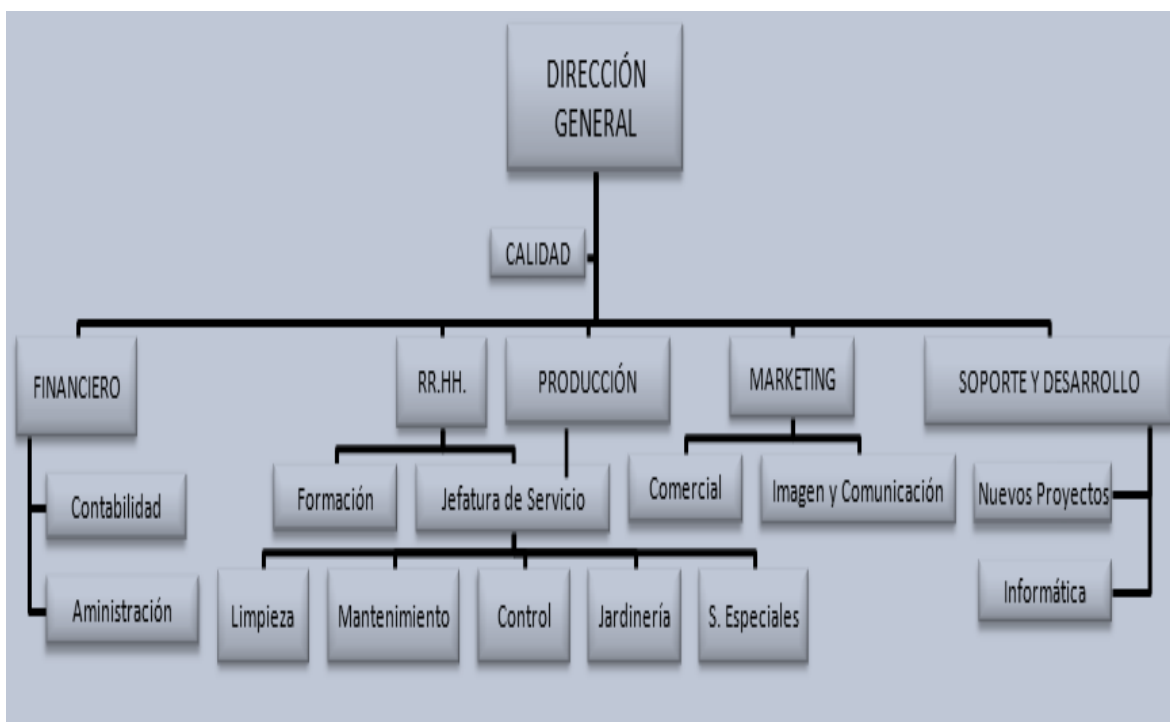 DIRECCIÓN
GENERAL
CALIDAD
FINANCIERO
RR.HH.
PRODUCCIÓN
MARKETING
SOPORTE Y DESARROLLO
Formación
Jefatura de Servicio
Comercial
Imagen y Comunicación
Nuevos Proyectos
Contabilidad
Aministración
Limpieza
Mantenimiento
Control
Jardinería
S. Especiales
Informática